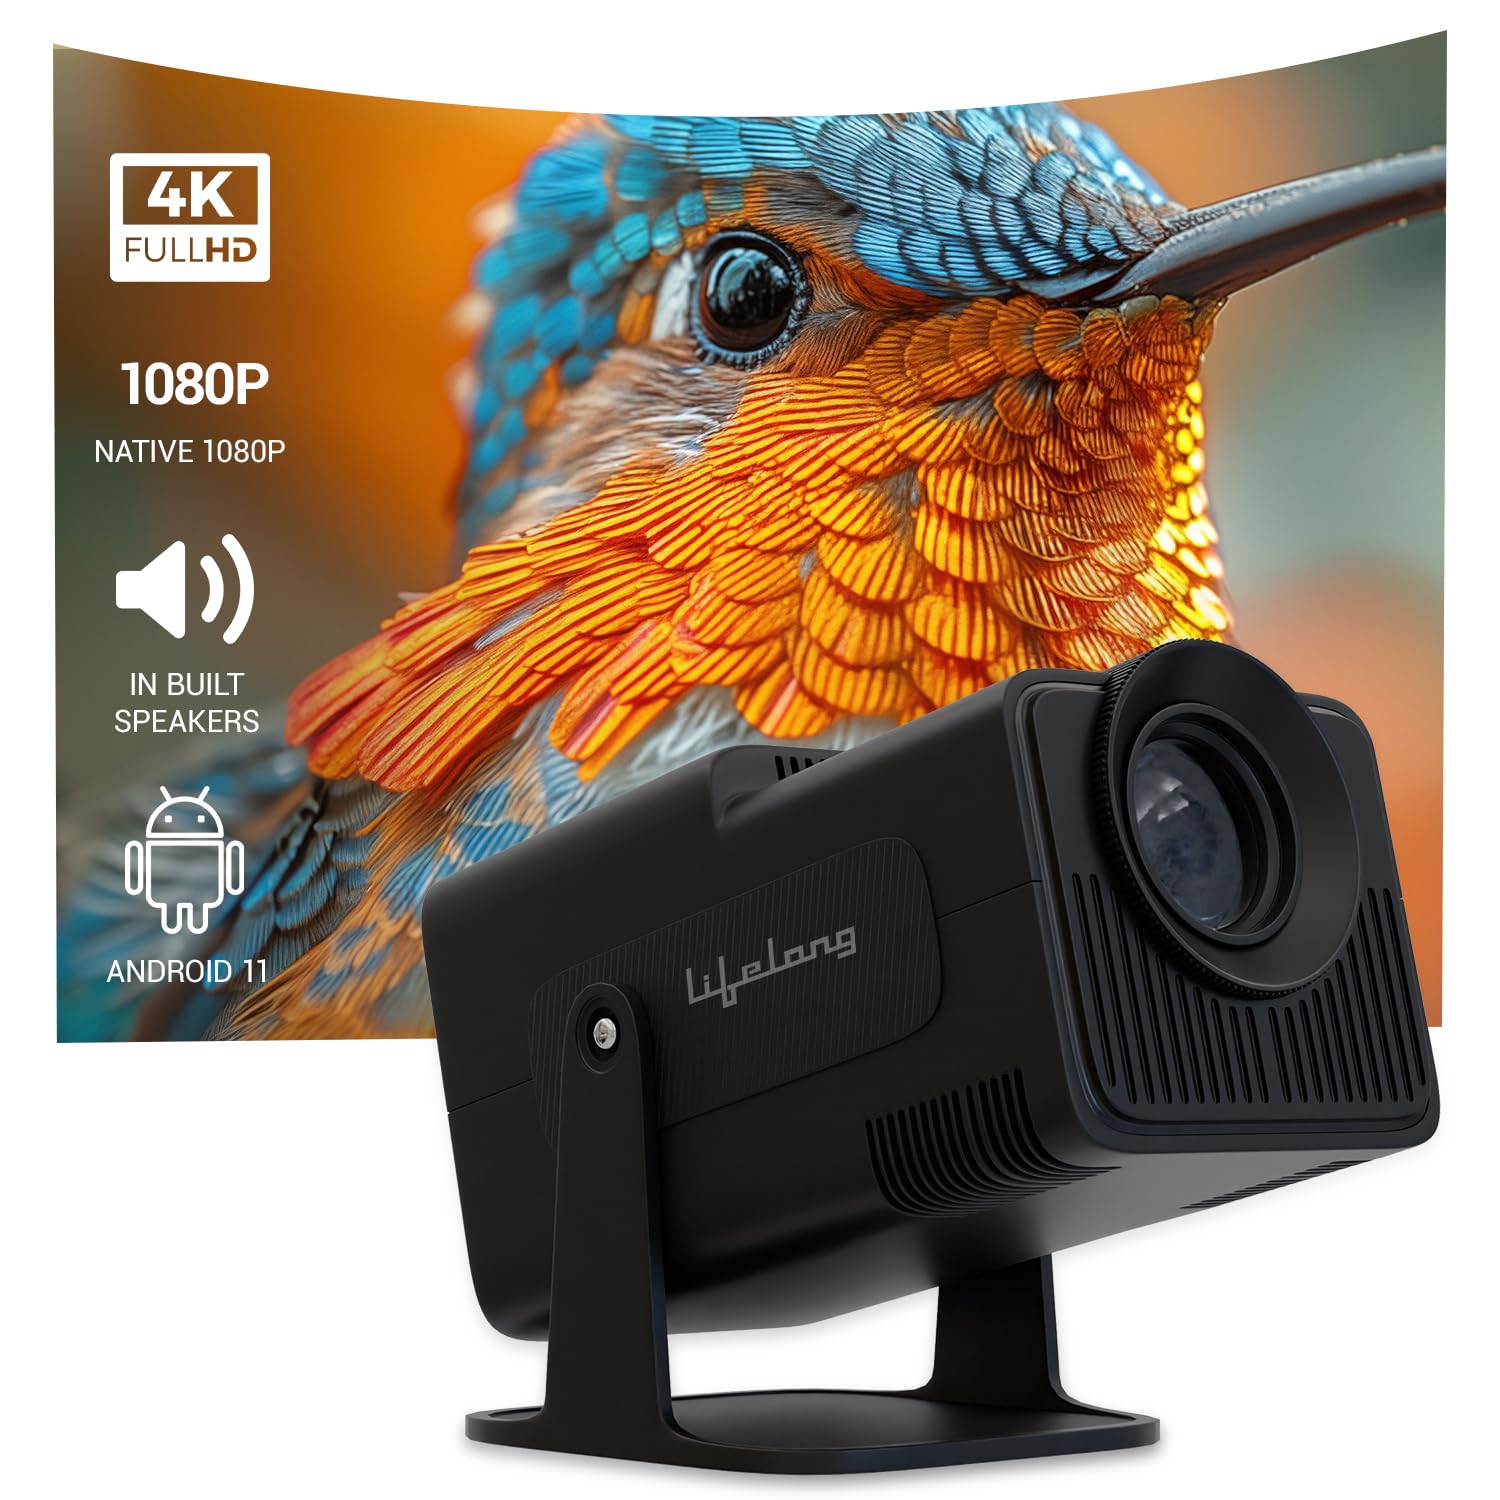 4K
FULLHD
1080P
NATIVE 1080P
IN BUILT
SPEAKERS
ANDROID 11
lifelong